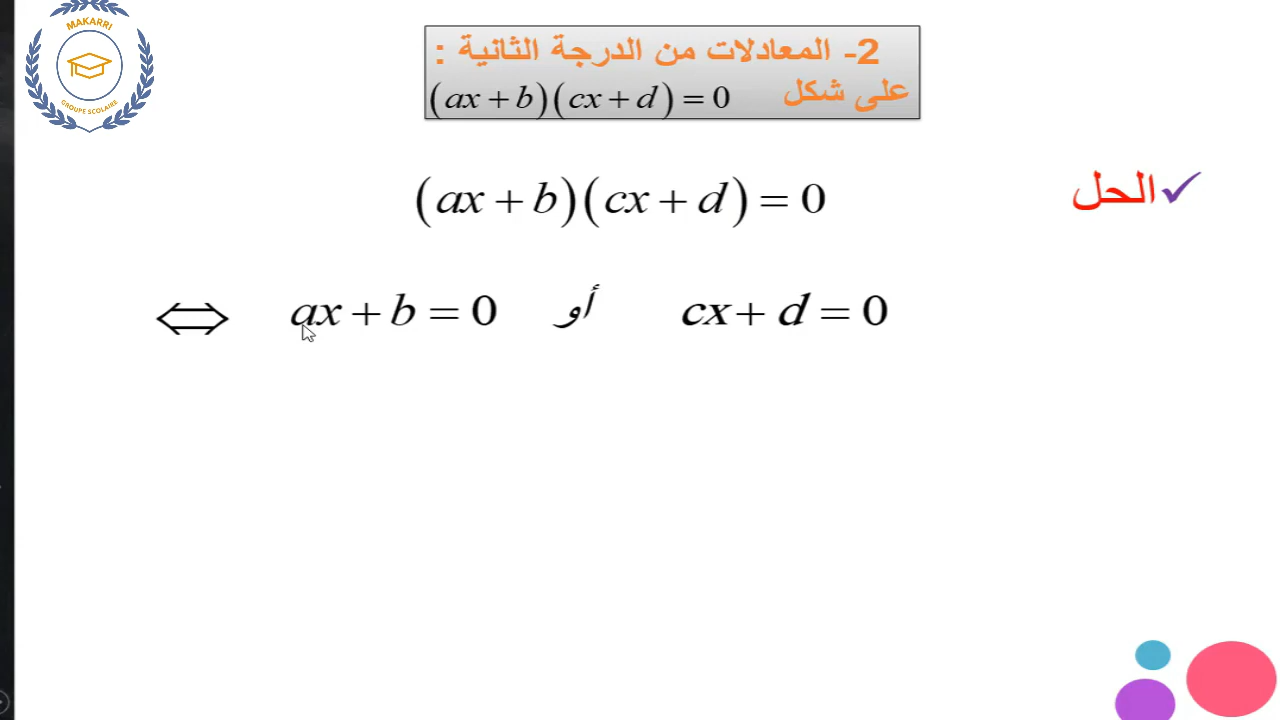 MAKARRI
GROUPE SCOLAIRE
2- المعادلات من الدرجة الثانية :
على شكل (ax + b)(cx + d) = 0
✓الحل
(ax + b)(cx + d) = 0
⇔ ax + b = 0 أو cx + d = 0